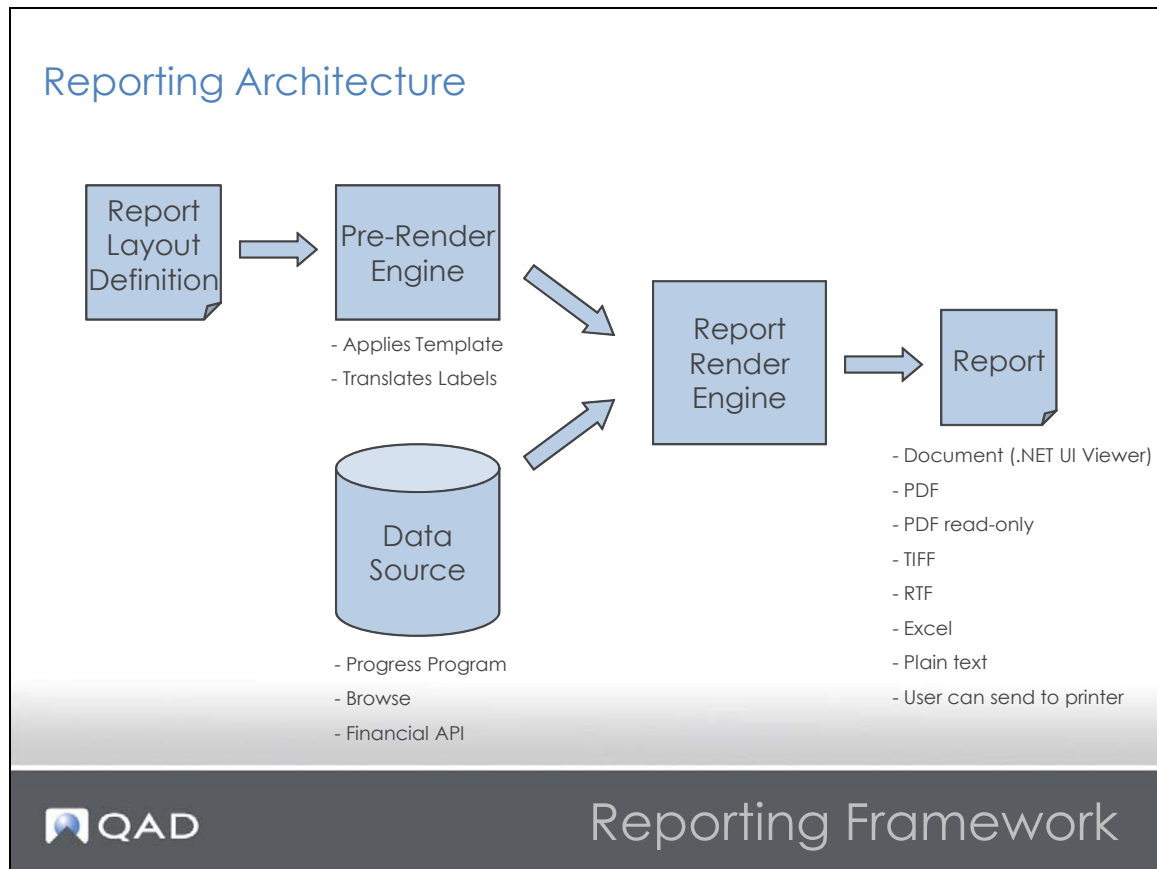 Reporting Architecture
Report
Layout
Definition
Pre-Render
Engine
- Applies Template
- Translates Labels
Data
Source
- Progress Program
- Browse
- Financial API
Report
Render
Engine
Report
- Document (.NET UI Viewer)
- PDF
- PDF read-only
- TIFF
- RTF
- Excel
- Plain text
- User can send to printer
QAD
Reporting Framework